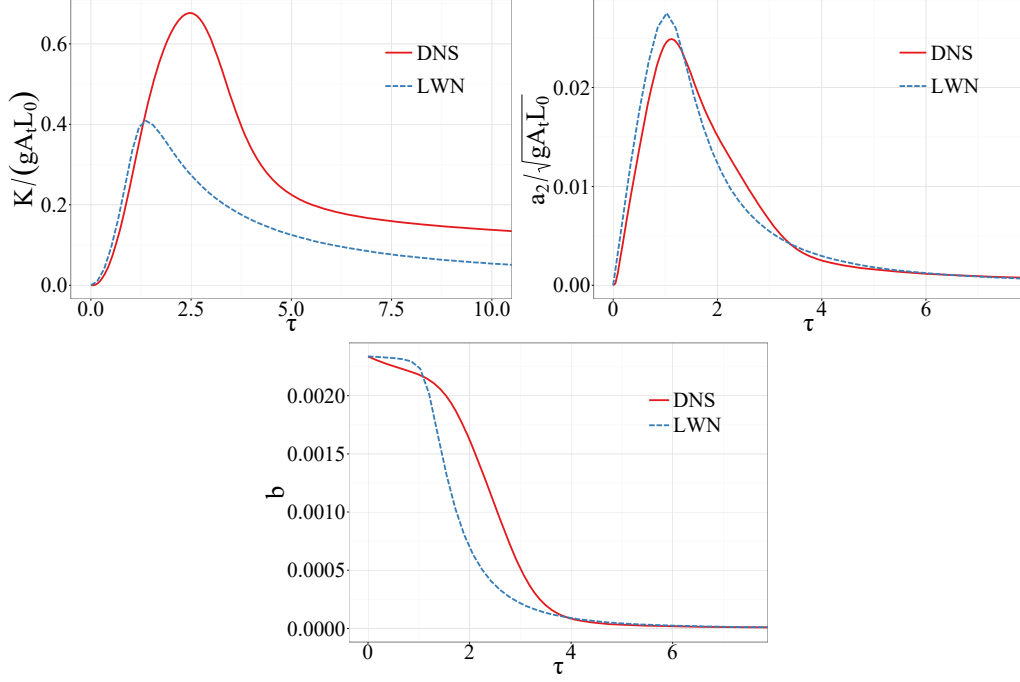 K/(gAₜL₀)
0.6
0.4
0.2
0.0
0.0 2.5 5.0 7.5 10.0
τ
DNS
LWN
a₂/√gAₜL₀
0.02
0.01
0.00
0 2 4 6
τ
DNS
LWN
b
0.0020
0.0015
0.0010
0.0005
0.0000
0 2 4 6
τ
DNS
LWN